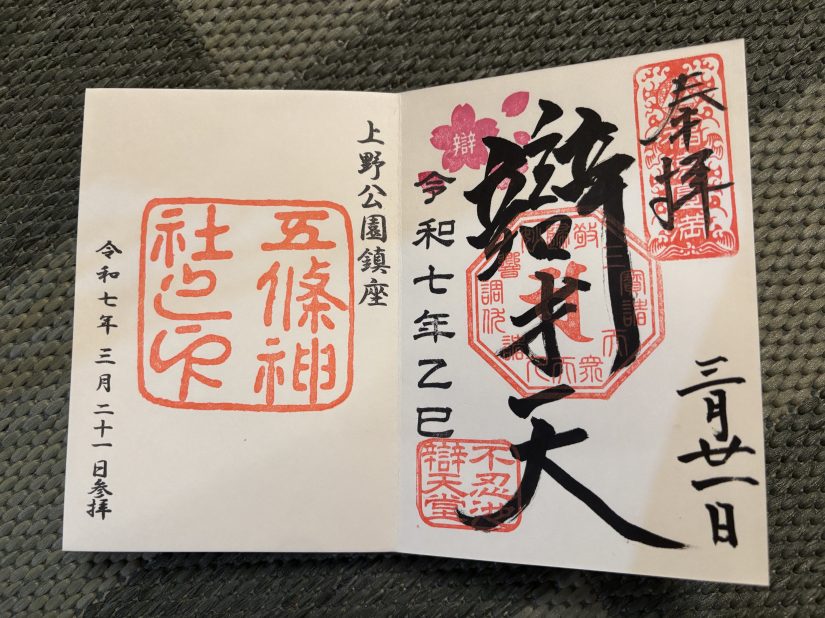 奉拝
辯才天
三月廿一日
辯
令和七年乙巳
不忍池
辯天堂
上野公園鎮座
五條神
社之印
令和七年三月二十一日参拝